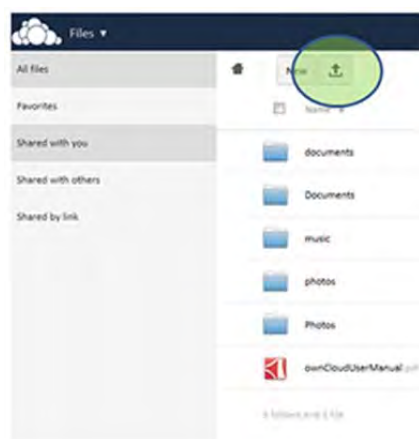 Files ▾
All files
Favorites
Shared with you
Shared with others
Shared by link
New
Name
documents
Documents
music
photos
Photos
ownCloudUserManual.pdf